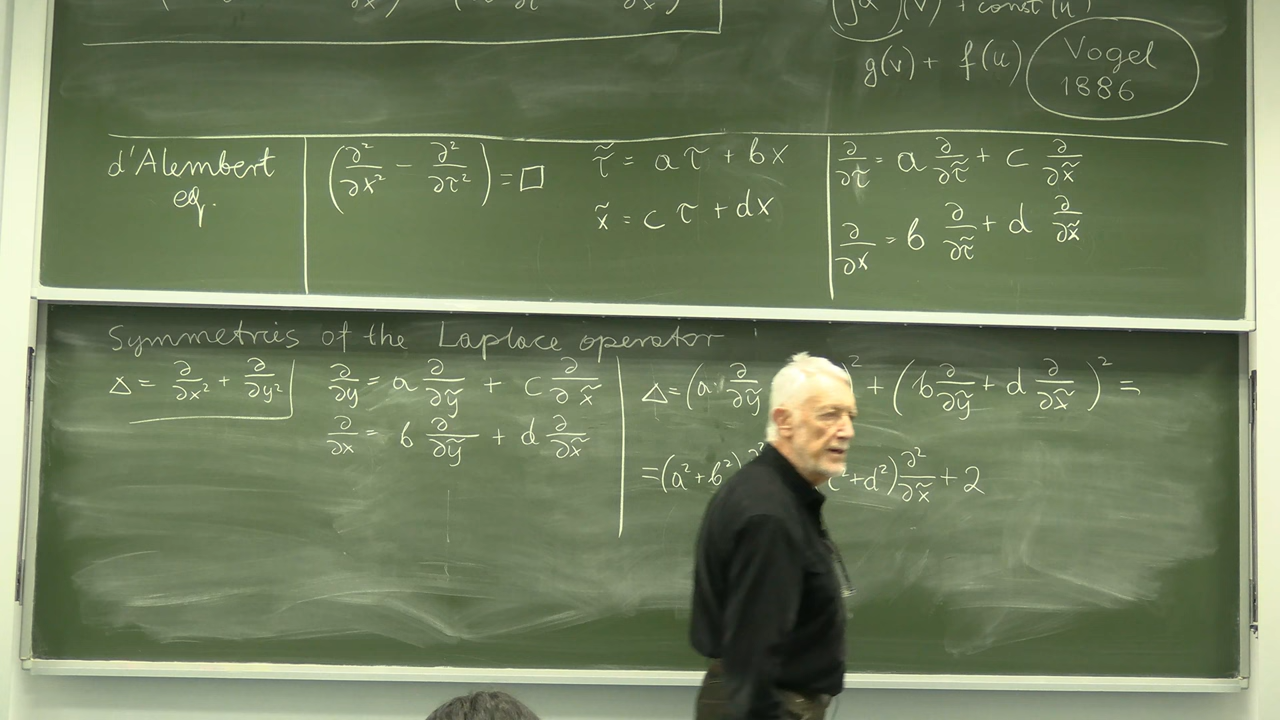 g(v) + f(u)
Vogel
1886
d'Alembert
eq.
(∂²/∂x² − ∂²/∂τ²) = □
τ̃ = aτ + bx
x̃ = cτ + dx
∂/∂τ = a ∂/∂τ̃ + c ∂/∂x̃
∂/∂x = b ∂/∂τ̃ + d ∂/∂x̃
Symmetries of the Laplace operator
Δ = ∂/∂x² + ∂/∂y²
∂/∂y = a ∂/∂ỹ + c ∂/∂x̃
∂/∂x = b ∂/∂ỹ + d ∂/∂x̃
Δ = (a ∂/∂ỹ )² + (b ∂/∂ỹ + d ∂/∂x̃)² =
= (a² + b²) ² + d²) ∂²/∂x̃ + 2